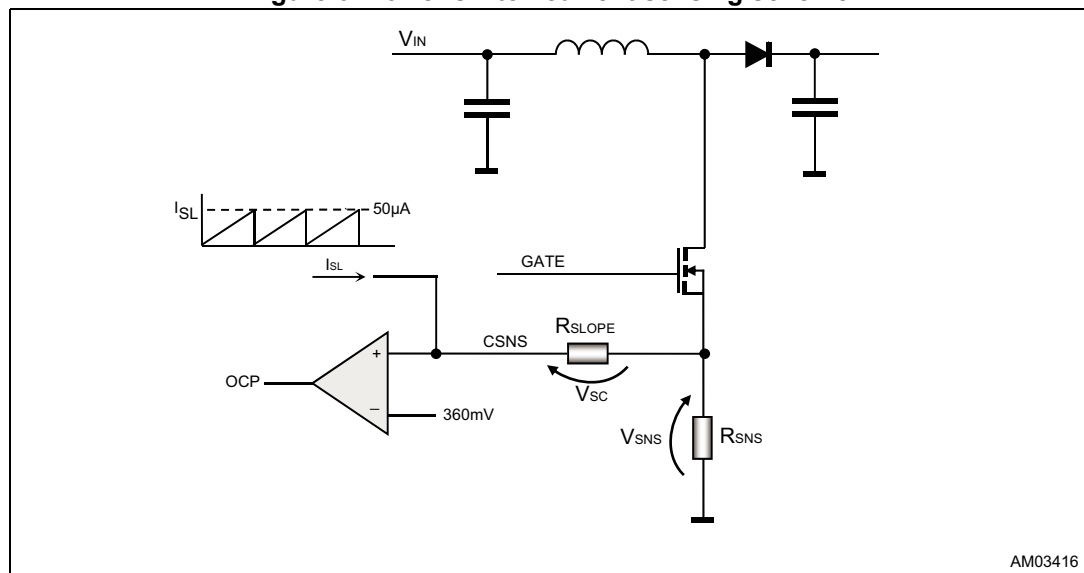 V_IN
I_SL
50µA
I_SL
GATE
R_SLOPE
CSNS
+
OCP
V_SC
–
360mV
V_SNS
R_SNS
AM03416